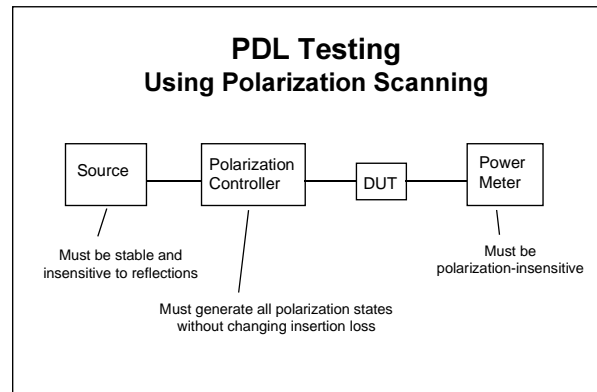 PDL Testing
Using Polarization Scanning
Source
Polarization
Controller
DUT
Power
Meter
Must be stable and
insensitive to reflections
Must be
polarization-insensitive
Must generate all polarization states
without changing insertion loss